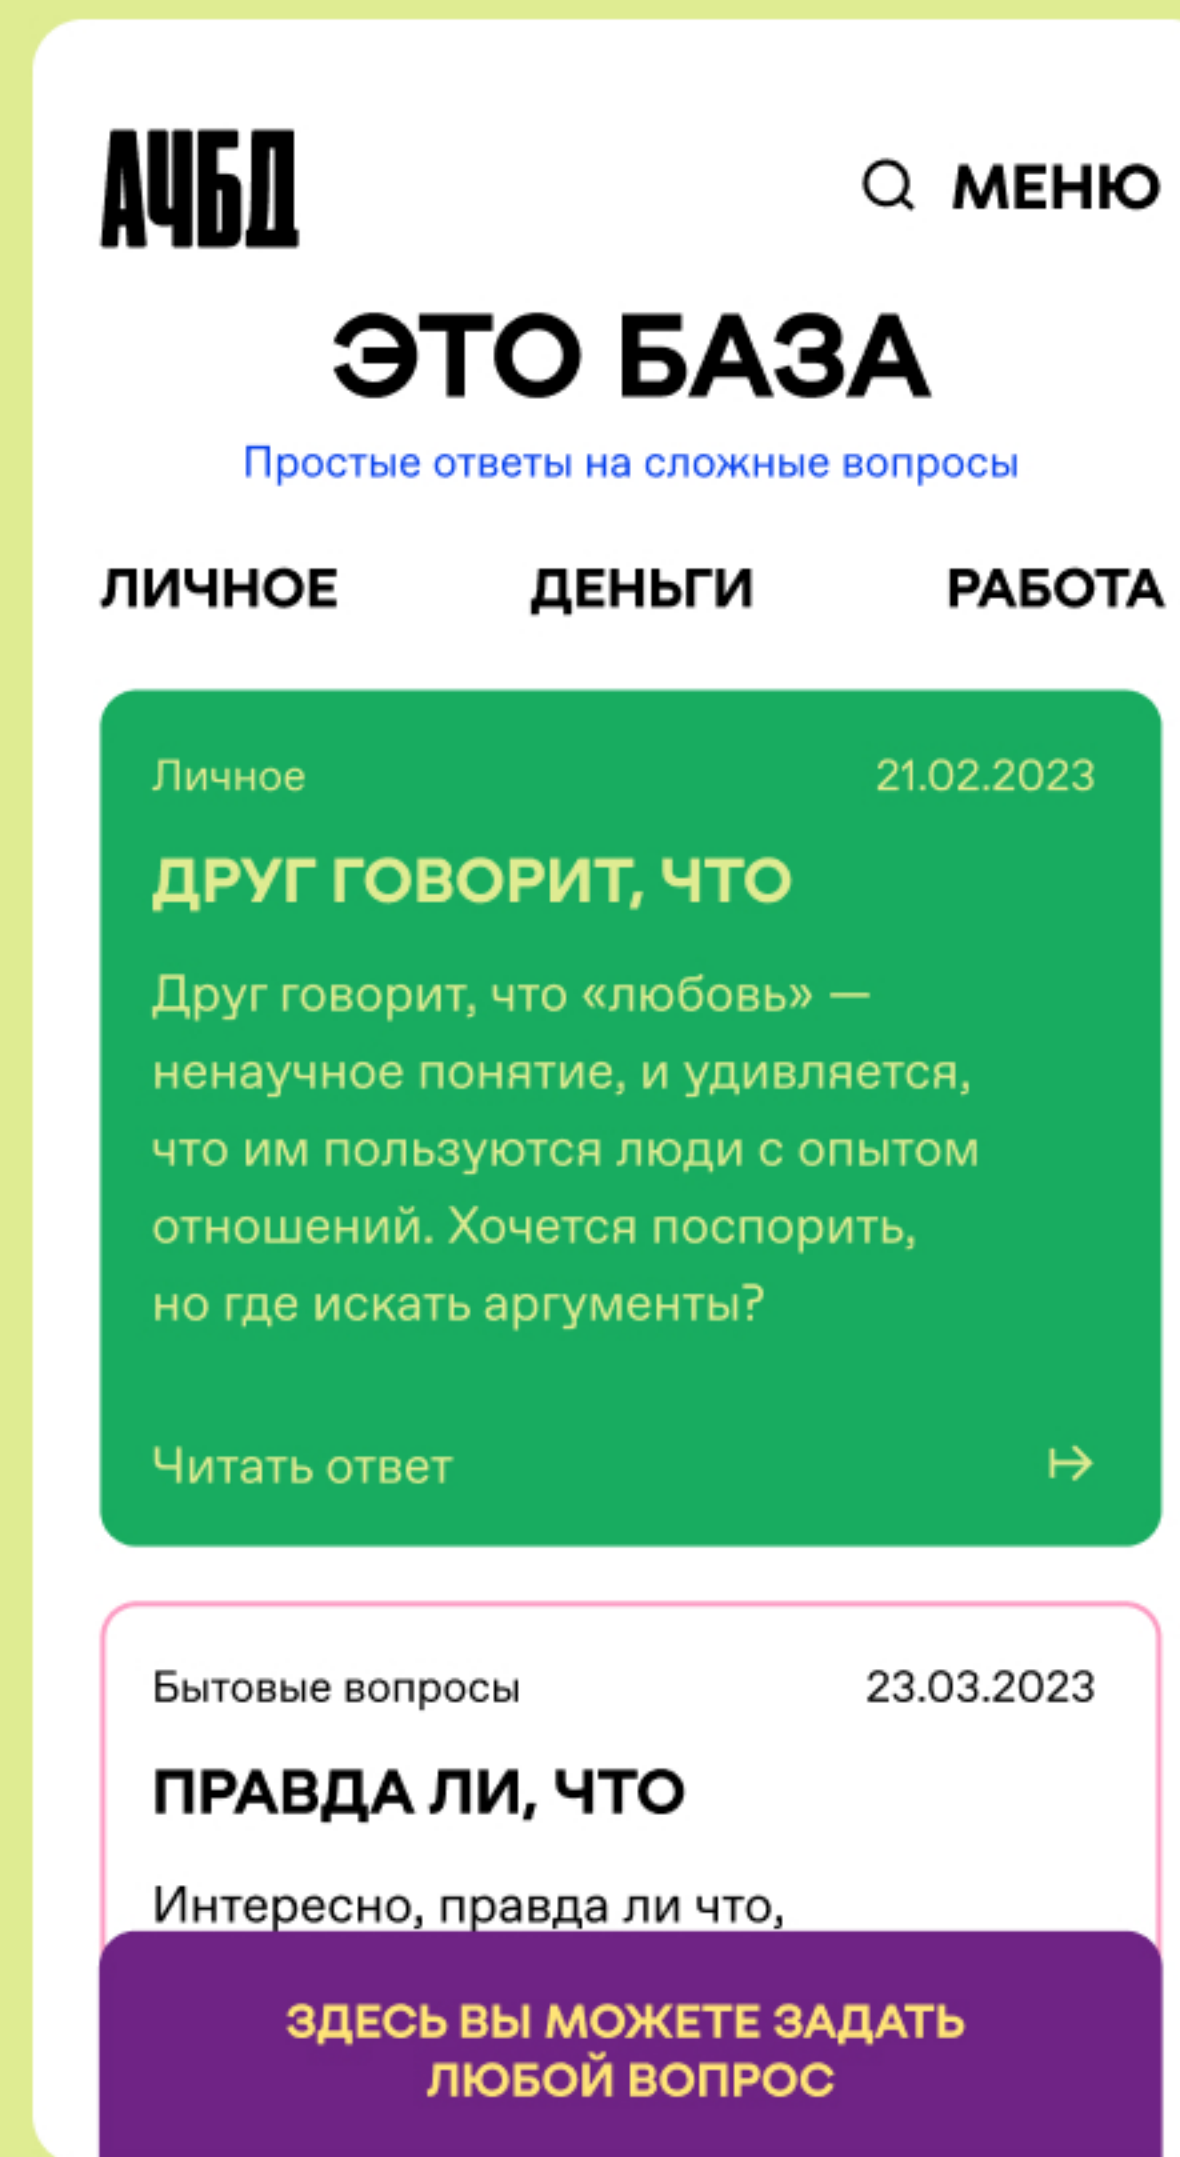 АЧБД
МЕНЮ
ЭТО БАЗА
Простые ответы на сложные вопросы
ЛИЧНОЕ ДЕНЬГИ РАБОТА
Личное 21.02.2023
ДРУГ ГОВОРИТ, ЧТО
Друг говорит, что «любовь» —
ненаучное понятие, и удивляется,
что им пользуются люди с опытом
отношений. Хочется поспорить,
но где искать аргументы?
Читать ответ
Бытовые вопросы 23.03.2023
ПРАВДА ЛИ, ЧТО
Интересно, правда ли что,
ЗДЕСЬ ВЫ МОЖЕТЕ ЗАДАТЬ
ЛЮБОЙ ВОПРОС